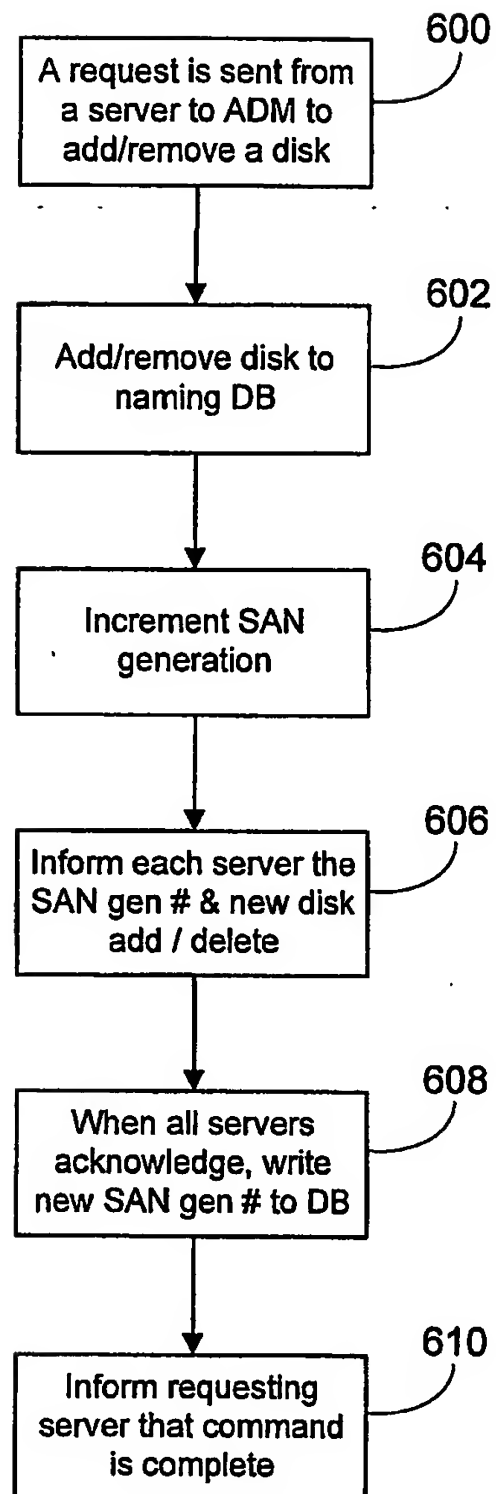 600
A request is sent from
a server to ADM to
add/remove a disk
602
Add/remove disk to
naming DB
604
Increment SAN
generation
606
Inform each server the
SAN gen # & new disk
add / delete
608
When all servers
acknowledge, write
new SAN gen # to DB
610
Inform requesting
server that command
is complete